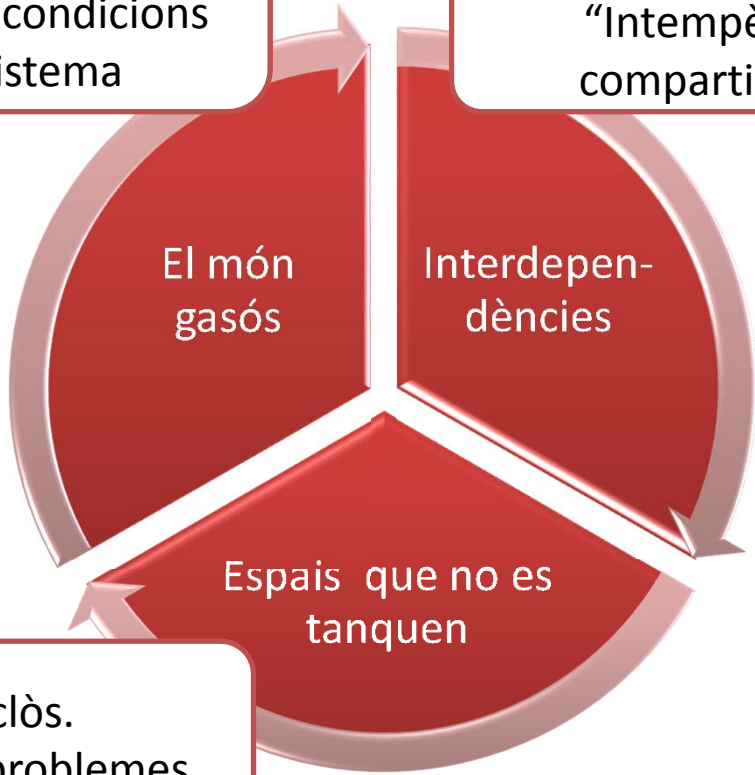 condicions
istema
“Intempè
comparti
El món
gasós
Interdepen-
dències
Espais que no es
tanquen
clòs.
problemes